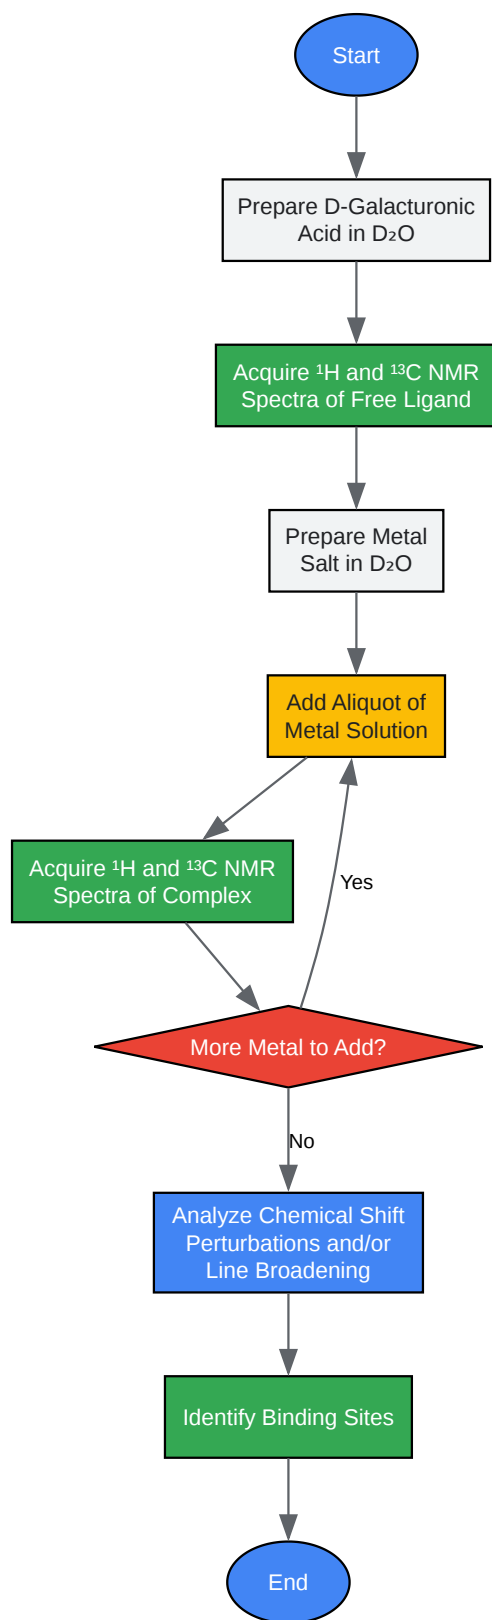 Start
Prepare D-Galacturonic
Acid in D₂O
Acquire ¹H and ¹³C NMR
Spectra of Free Ligand
Prepare Metal
Salt in D₂O
Add Aliquot of
Metal Solution
Acquire ¹H and ¹³C NMR
Spectra of Complex
Yes
More Metal to Add?
No
Analyze Chemical Shift
Perturbations and/or
Line Broadening
Identify Binding Sites
End